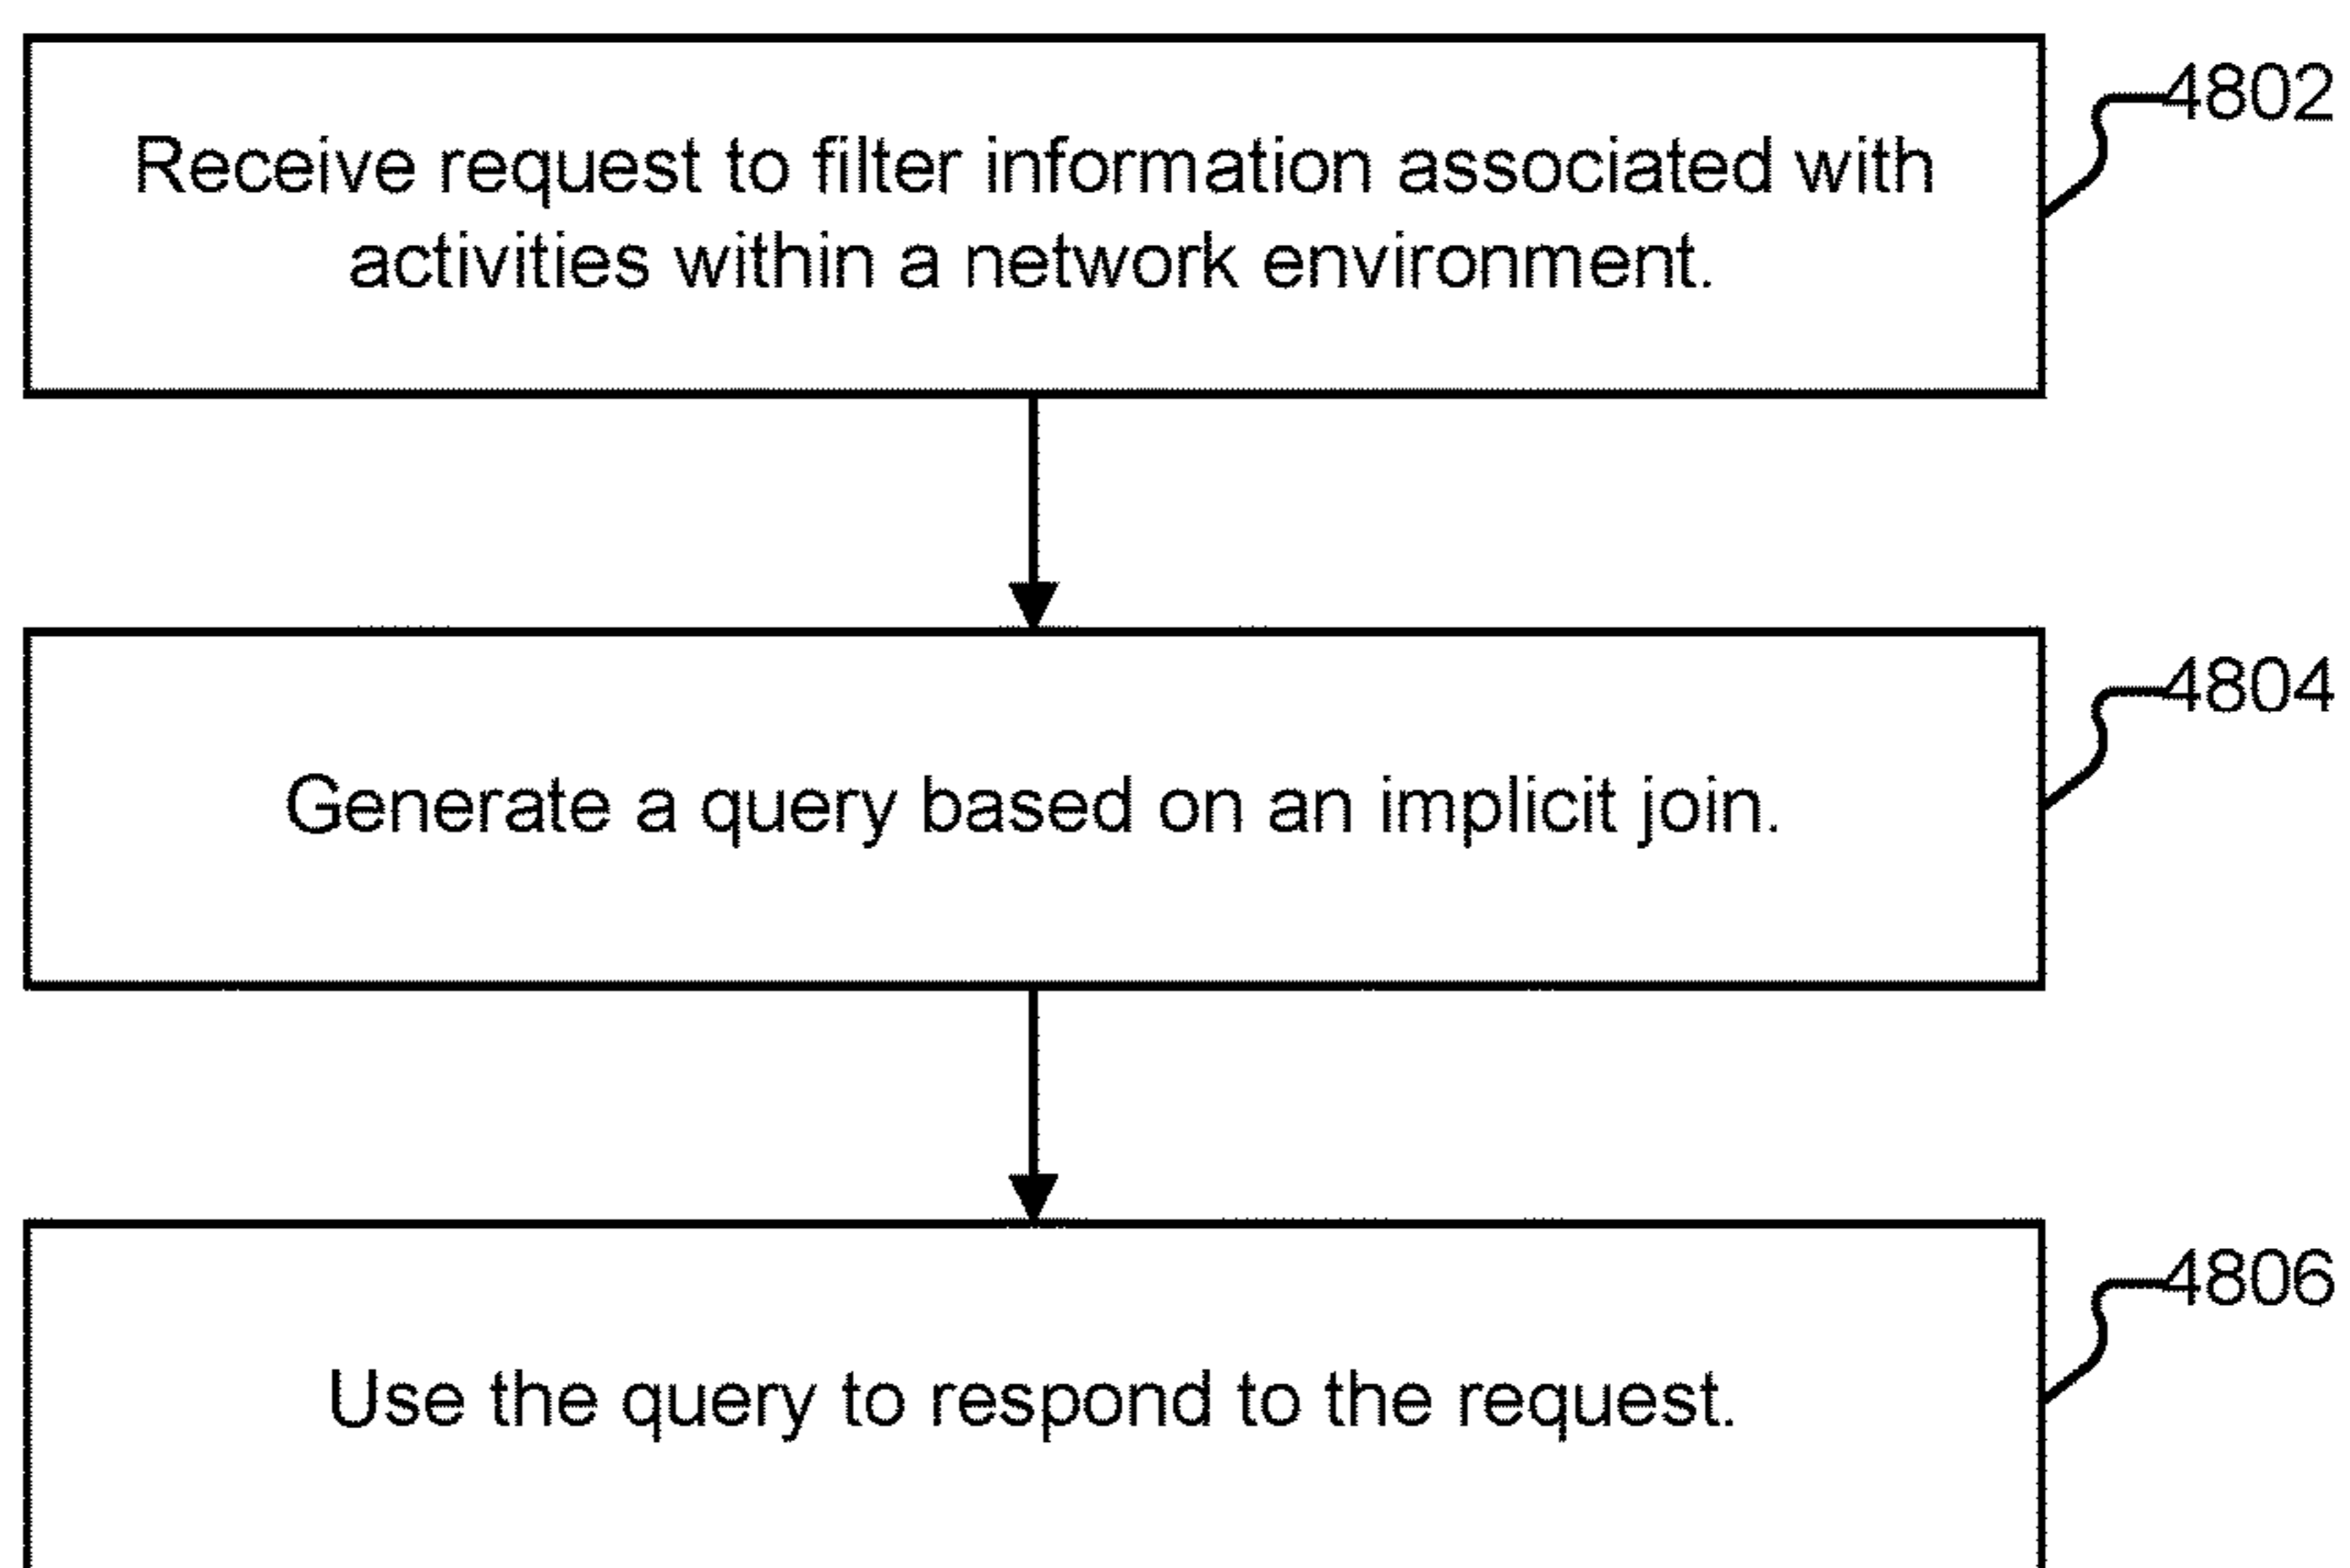 4802
Receive request to filter information associated with
activities within a network environment.
4804
Generate a query based on an implicit join.
4806
Use the query to respond to the request.